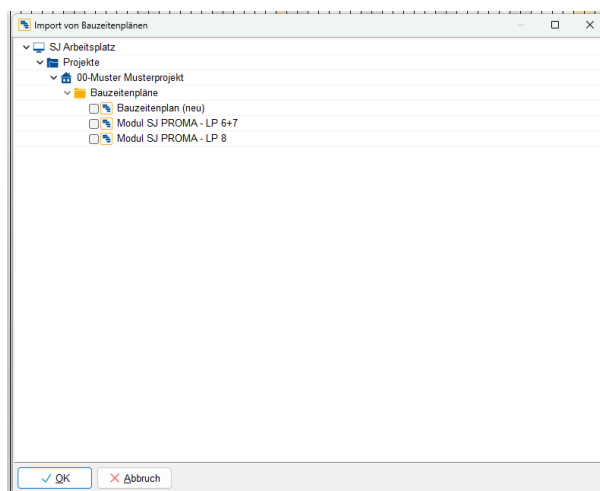 Import von Bauzeitenplänen
SJ Arbeitsplatz
Projekte
00-Muster Musterprojekt
Bauzeitenpläne
Bauzeitenplan (neu)
Modul SJ PROMA - LP 6+7
Modul SJ PROMA - LP 8
OK
Abbruch